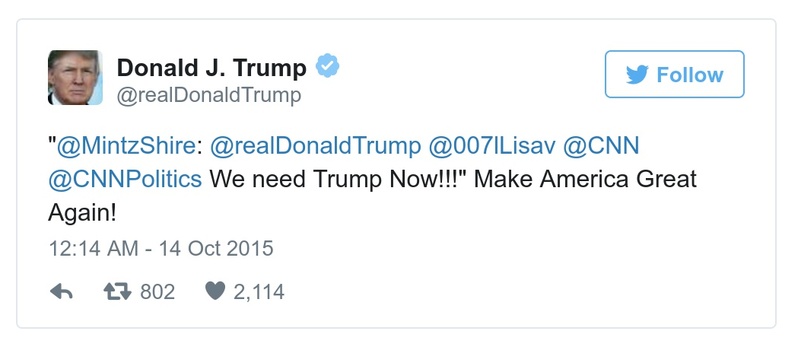 Donald J. Trump
@realDonaldTrump
Follow
"@MintzShire: @realDonaldTrump @007lLisav @CNN
@CNNPolitics We need Trump Now!!!" Make America Great
Again!
12:14 AM - 14 Oct 2015
802 2,114